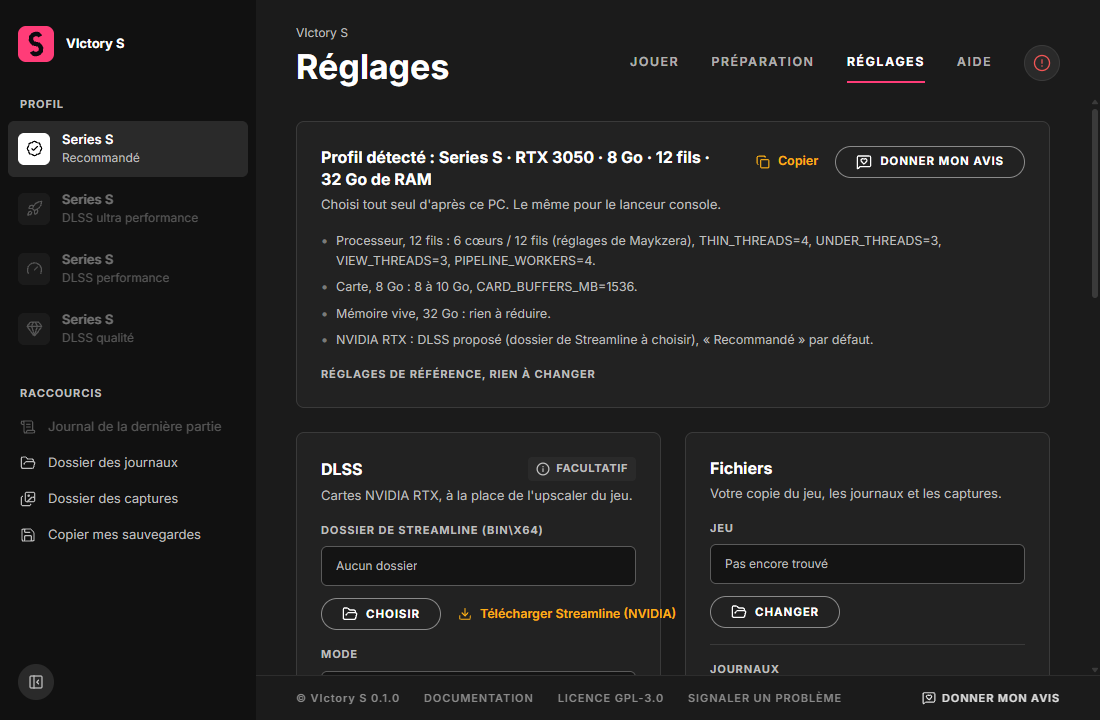 VIctory S
PROFIL
Series S
Recommandé
Series S
DLSS ultra performance
Series S
DLSS performance
Series S
DLSS qualité
RACCOURCIS
Journal de la dernière partie
Dossier des journaux
Dossier des captures
Copier mes sauvegardes
VIctory S
Réglages
JOUER
PRÉPARATION
RÉGLAGES
AIDE
Profil détecté : Series S · RTX 3050 · 8 Go · 12 fils ·
32 Go de RAM
Copier
DONNER MON AVIS
Choisi tout seul d'après ce PC. Le même pour le lanceur console.
• Processeur, 12 fils : 6 cœurs / 12 fils (réglages de Maykzera), THIN_THREADS=4, UNDER_THREADS=3,
VIEW_THREADS=3, PIPELINE_WORKERS=4.
• Carte, 8 Go : 8 à 10 Go, CARD_BUFFERS_MB=1536.
• Mémoire vive, 32 Go : rien à réduire.
• NVIDIA RTX : DLSS proposé (dossier de Streamline à choisir), « Recommandé » par défaut.
RÉGLAGES DE RÉFÉRENCE, RIEN À CHANGER
DLSS
FACULTATIF
Cartes NVIDIA RTX, à la place de l'upscaler du jeu.
DOSSIER DE STREAMLINE (BIN\X64)
Aucun dossier
CHOISIR
Télécharger Streamline (NVIDIA)
MODE
Fichiers
Votre copie du jeu, les journaux et les captures.
JEU
Pas encore trouvé
CHANGER
JOURNAUX
© VIctory S 0.1.0
DOCUMENTATION
LICENCE GPL-3.0
SIGNALER UN PROBLÈME
DONNER MON AVIS